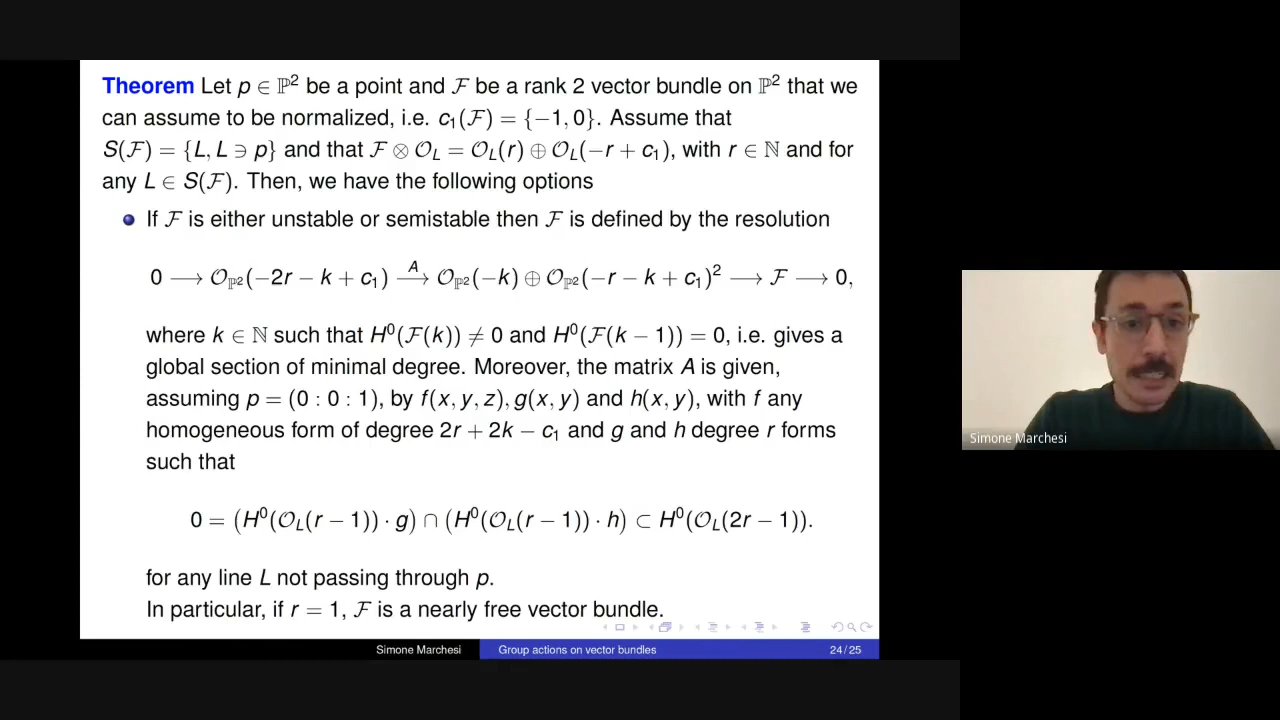 Theorem Let p ∈ ℙ² be a point and ℱ be a rank 2 vector bundle on ℙ² that we
can assume to be normalized, i.e. c₁(ℱ) = {−1, 0}. Assume that
S(ℱ) = {L, L ∋ p} and that ℱ ⊗ 𝒪_L = 𝒪_L(r) ⊕ 𝒪_L(−r + c₁), with r ∈ ℕ and for
any L ∈ S(ℱ). Then, we have the following options
If ℱ is either unstable or semistable then ℱ is defined by the resolution
0 ⟶ 𝒪_ℙ²(−2r − k + c₁) —A→ 𝒪_ℙ²(−k) ⊕ 𝒪_ℙ²(−r − k + c₁)² ⟶ ℱ ⟶ 0,
where k ∈ ℕ such that H⁰(ℱ(k)) ≠ 0 and H⁰(ℱ(k − 1)) = 0, i.e. gives a
global section of minimal degree. Moreover, the matrix A is given,
assuming p = (0 : 0 : 1), by f(x, y, z), g(x, y) and h(x, y), with f any
homogeneous form of degree 2r + 2k − c₁ and g and h degree r forms
such that
0 = (H⁰(𝒪_L(r − 1)) · g) ∩ (H⁰(𝒪_L(r − 1)) · h) ⊂ H⁰(𝒪_L(2r − 1)).
for any line L not passing through p.
In particular, if r = 1, ℱ is a nearly free vector bundle.
Simone Marchesi
Group actions on vector bundles
24 / 25
Simone Marchesi